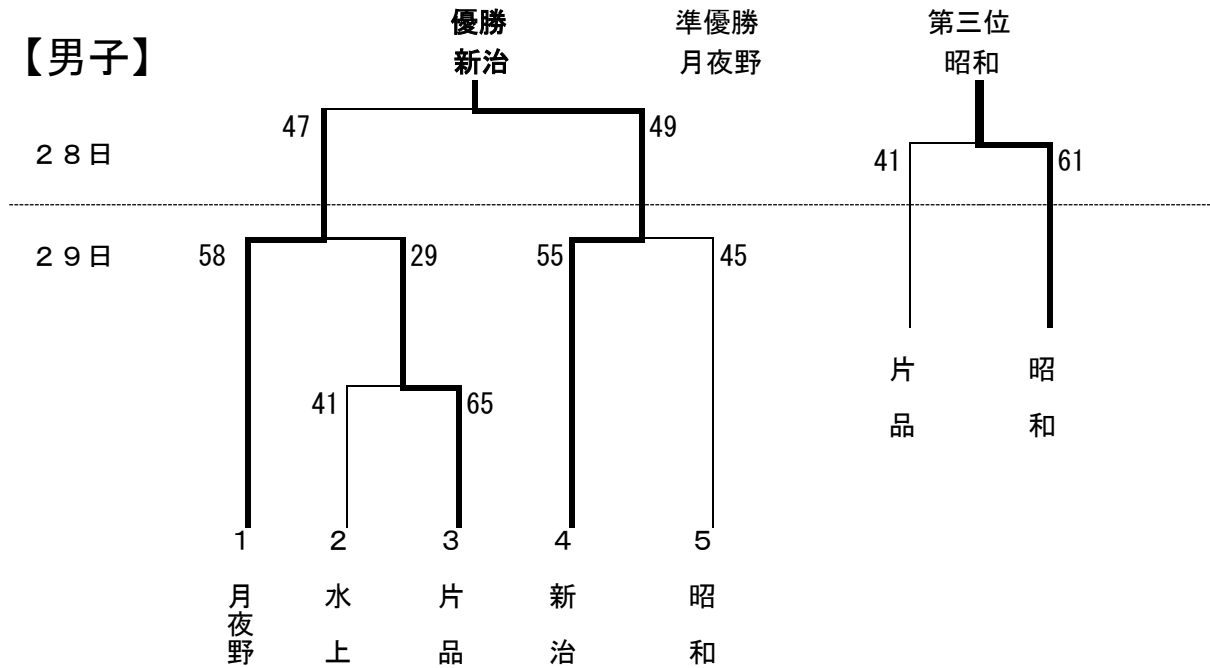 【男子】
優勝
新治
準優勝
月夜野
第三位
昭和
２８日
47
49
41
61
２９日
58
29
55
45
片品
昭和
41
65
1
2
3
4
5
月夜野
水上
片品
新治
昭和